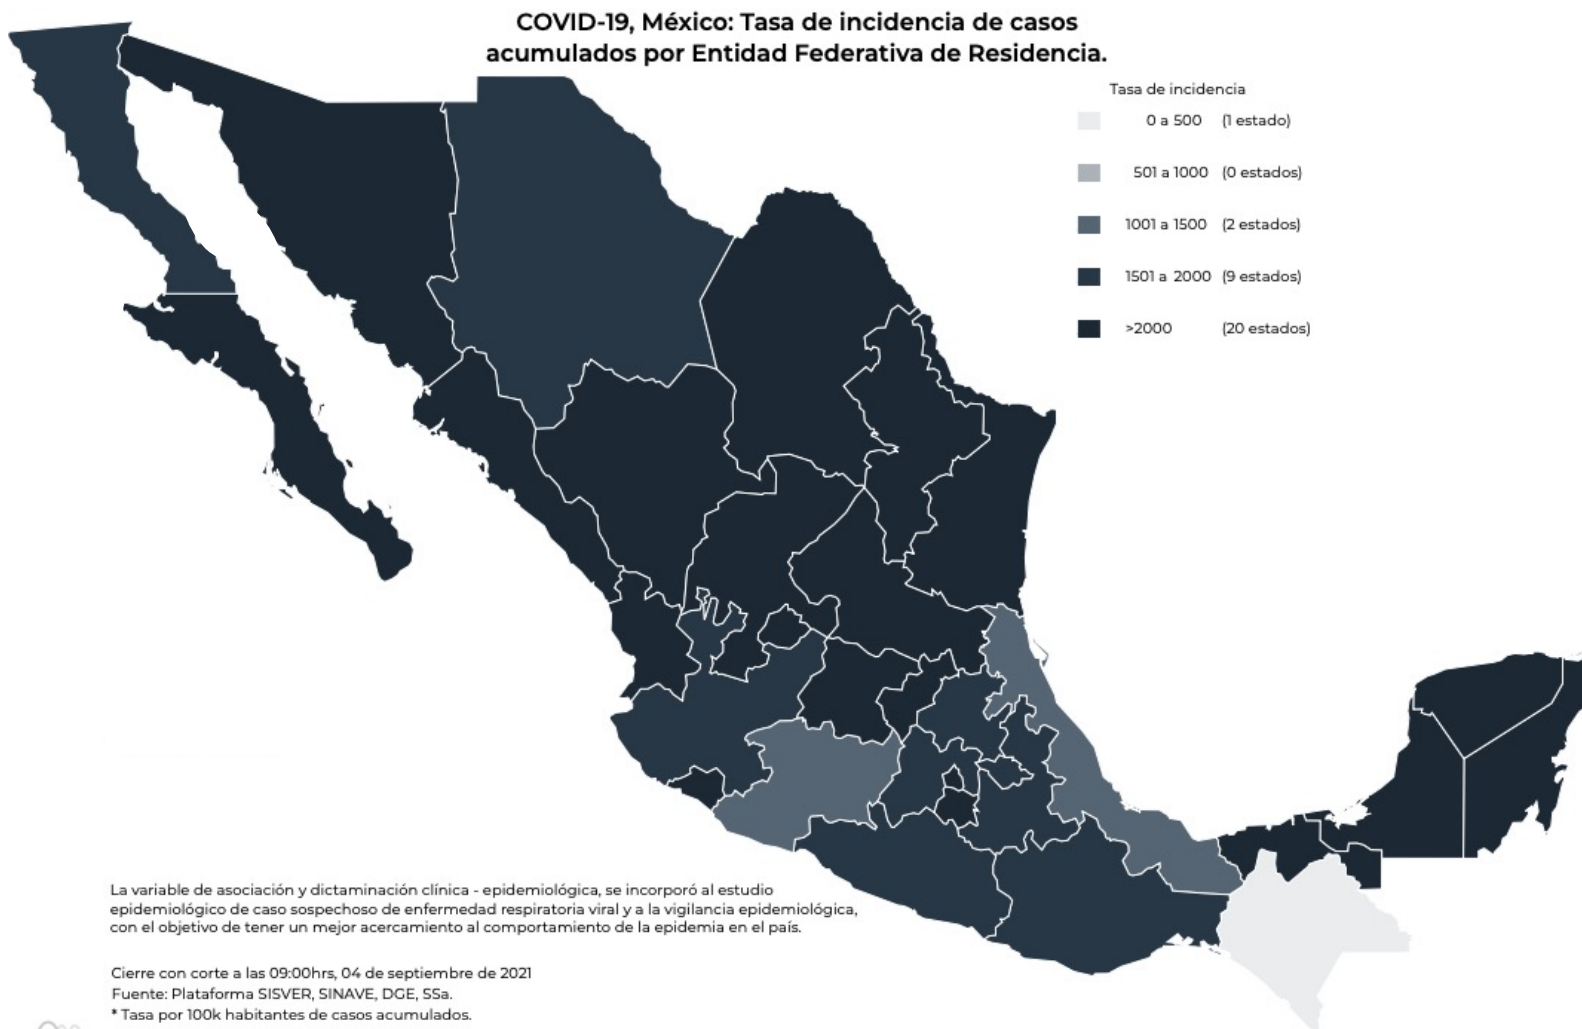 COVID-19, México: Tasa de incidencia de casos
acumulados por Entidad Federativa de Residencia.
Tasa de incidencia
0 a 500 (1 estado)
501 a 1000 (0 estados)
1001 a 1500 (2 estados)
1501 a 2000 (9 estados)
>2000 (20 estados)
La variable de asociación y dictaminación clínica - epidemiológica, se incorporó al estudio
epidemiológico de caso sospechoso de enfermedad respiratoria viral y a la vigilancia epidemiológica,
con el objetivo de tener un mejor acercamiento al comportamiento de la epidemia en el país.
Cierre con corte a las 09:00hrs, 04 de septiembre de 2021
Fuente: Plataforma SISVER, SINAVE, DGE, SSa.
* Tasa por 100k habitantes de casos acumulados.